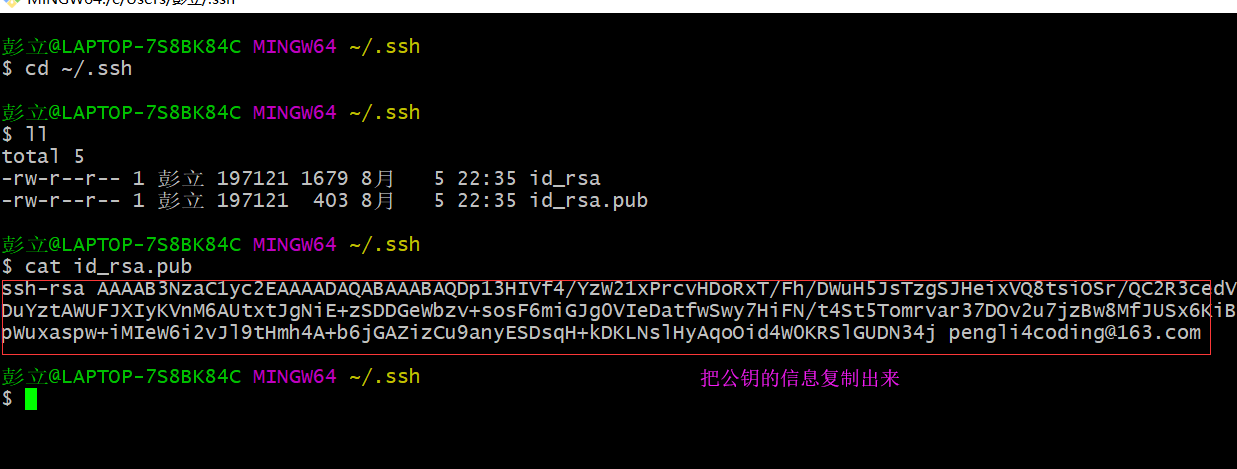 MINGW64:/c/Users/彭立/.ssh
彭立@LAPTOP-7S8BK84C MINGW64 ~/.ssh
$ cd ~/.ssh
彭立@LAPTOP-7S8BK84C MINGW64 ~/.ssh
$ ll
total 5
-rw-r--r-- 1 彭立 197121 1679 8月   5 22:35 id_rsa
-rw-r--r-- 1 彭立 197121  403 8月   5 22:35 id_rsa.pub
彭立@LAPTOP-7S8BK84C MINGW64 ~/.ssh
$ cat id_rsa.pub
ssh-rsa AAAAB3NzaC1yc2EAAAADAQABAAABAQDp13HIVf4/YzW21xPrcvHDoRxT/Fh/DWuH5JsTzgSJHeixVQ8tsiOSr/QC2R3cedV
DuYztAWUFJXIyKVnM6AUtxtJgNiE+zSDDGeWbzv+sosF6miGJgOVIeDatfwSwy7HiFN/t4St5Tomrvar37DOv2u7jzBw8MfJUSx6KiB
pWuxaspw+iMIeW6i2vJl9tHmh4A+b6jGAZizCu9anyESDsqH+kDKLNslHyAqoOid4WOKRSlGUDN34j pengli4coding@163.com
彭立@LAPTOP-7S8BK84C MINGW64 ~/.ssh
把公钥的信息复制出来
$